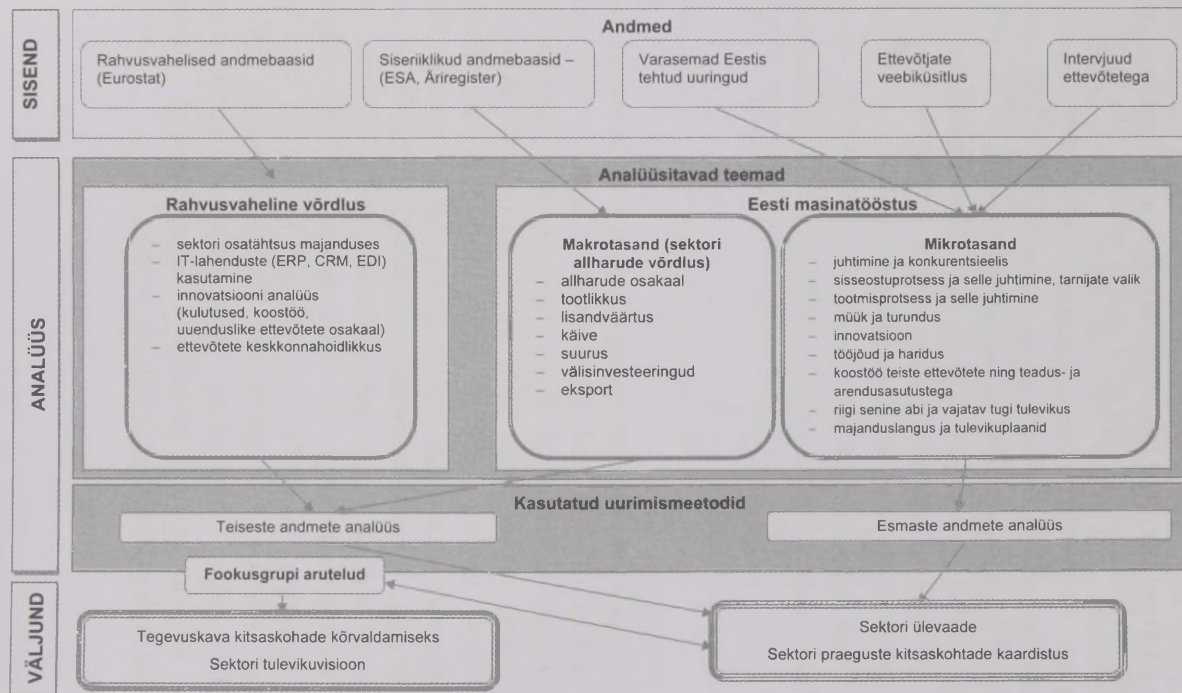 SISEND
Andmed
Rahvusvahelised andmebaasid
(Eurostat)
Siseriiklikud andmebaasid –
(ESA, Äriregister)
Varasemad Eestis
tehtud uuringud
Ettevõtjate
veebiküsitlus
Intervjuud
ettevõtetega
ANALÜÜS
Analüüsitavad teemad
Rahvusvaheline võrdlus
– sektori osatähtsus majanduses
– IT-lahenduste (ERP, CRM, EDI)
kasutamine
– innovatsiooni analüüs
(kulutused, koostöö,
uuenduslike ettevõtete osakaal)
– ettevõtete keskkonnahoidlikkus
Eesti masinatööstus
Makrotasand (sektori
allharude võrdlus)
– allharude osakaal
– tootlikkus
– lisandväärtus
– käive
– suurus
– välisinvesteeringud
– eksport
Mikrotasand
– juhtimine ja konkurentsieelis
– sisseostuprotsess ja selle juhtimine, tarnijate valik
– tootmisprotsess ja selle juhtimine
– müük ja turundus
– innovatsioon
– tööjõud ja haridus
– koostöö teiste ettevõtete ning teadus- ja
arendusasutustega
– riigi senine abi ja vajatav tugi tulevikus
– majanduslangus ja tulevikuplaanid
Kasutatud uurimismeetodid
Teiseste andmete analüüs
Esmaste andmete analüüs
VÄLJUND
Fookusgrupi arutelud
Tegevuskava kitsaskohade kõrvaldamiseks
Sektori tulevikuvisioon
Sektori ülevaade
Sektori praeguste kitsaskohtade kaardistus